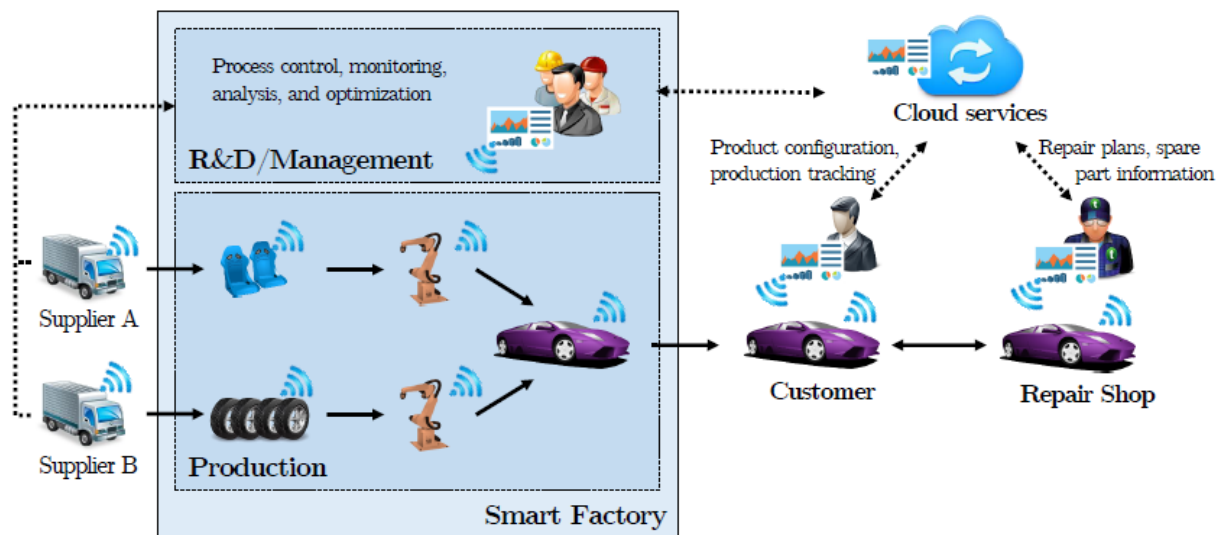 Process control, monitoring,
analysis, and optimization
R&D/Management
Cloud services
Product configuration,
production tracking
Repair plans, spare
part information
Supplier A
Supplier B
Production
Smart Factory
Customer
Repair Shop
t
t